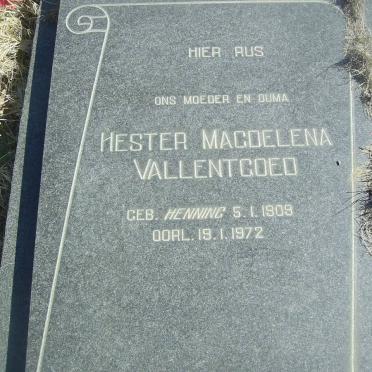 HIER RUS
ONS MOEDER EN OUMA
HESTER MAGDELENA
VALLENTGOED
GEB. HENNING 5.1.1909
OORL. 19.1.1972